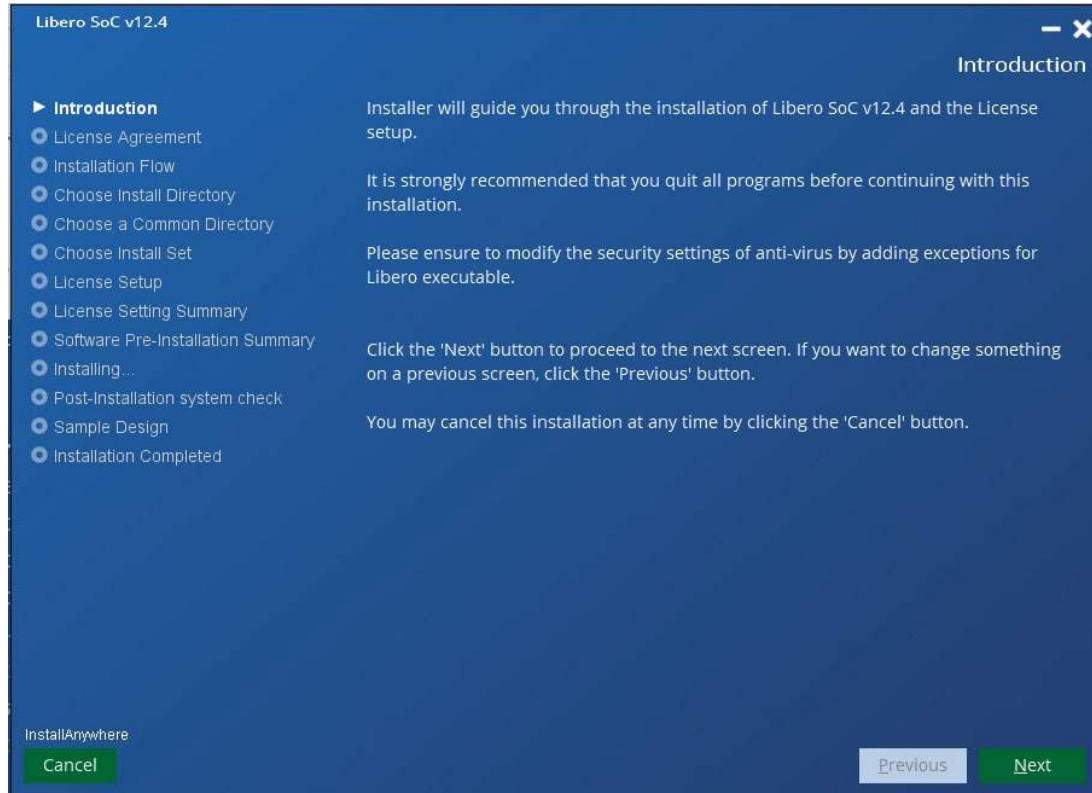 Libero SoC v12.4
Introduction
Introduction
License Agreement
Installation Flow
Choose Install Directory
Choose a Common Directory
Choose Install Set
License Setup
License Setting Summary
Software Pre-Installation Summary
Installing...
Post-Installation system check
Sample Design
Installation Completed
Installer will guide you through the installation of Libero SoC v12.4 and the License
setup.
It is strongly recommended that you quit all programs before continuing with this
installation.
Please ensure to modify the security settings of anti-virus by adding exceptions for
Libero executable.
Click the 'Next' button to proceed to the next screen. If you want to change something
on a previous screen, click the 'Previous' button.
You may cancel this installation at any time by clicking the 'Cancel' button.
InstallAnywhere
Cancel
Previous
Next